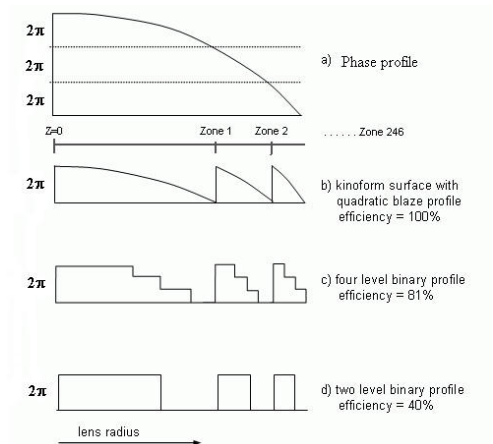 2π
2π
2π
a) Phase profile
Z=0
Zone 1
Zone 2
. . . . . . Zone 246
2π
b) kinoform surface with
quadratic blaze profile
efficiency = 100%
2π
c) four level binary profile
efficiency = 81%
2π
d) two level binary profile
efficiency = 40%
lens radius